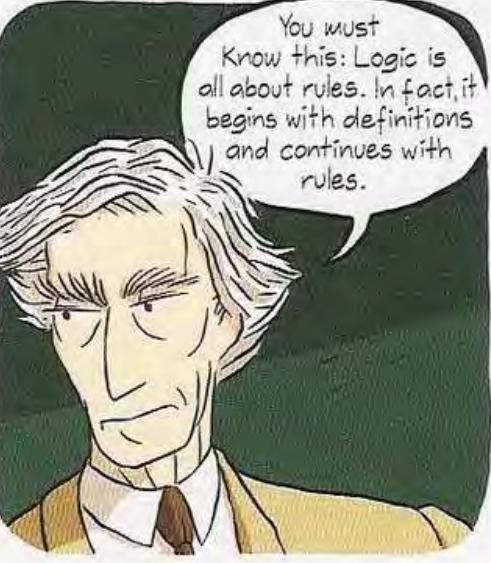 You must
Know this: Logic is
all about rules. In fact, it
begins with definitions
and continues with
rules.